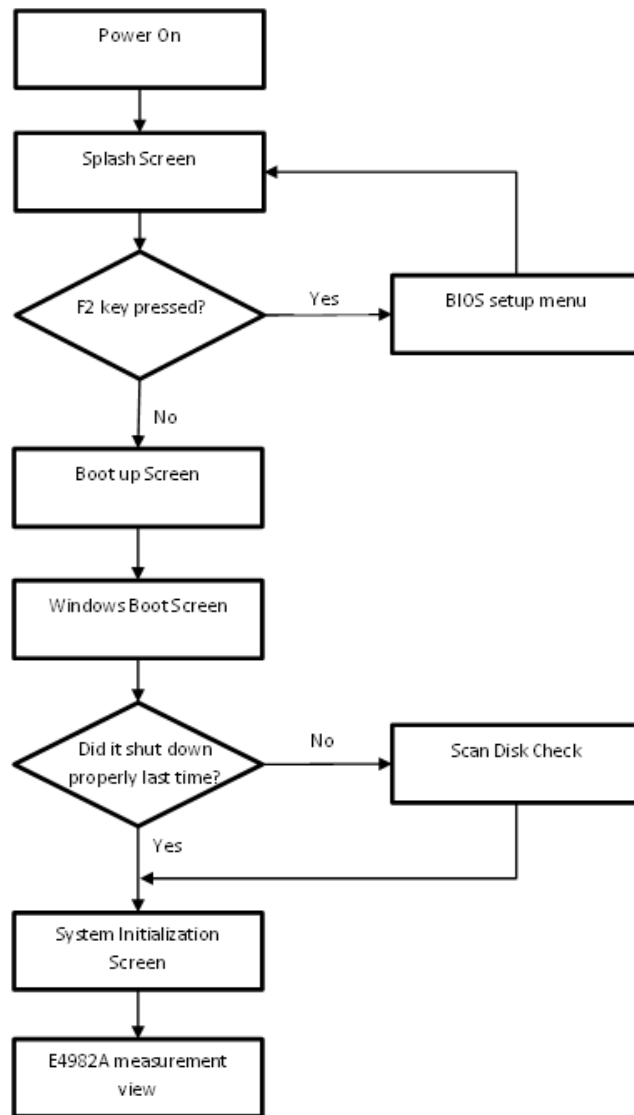 Power On
Splash Screen
F2 key pressed?
Yes
BIOS setup menu
No
Boot up Screen
Windows Boot Screen
Did it shut down
properly last time?
No
Scan Disk Check
Yes
System Initialization
Screen
E4982A measurement
view